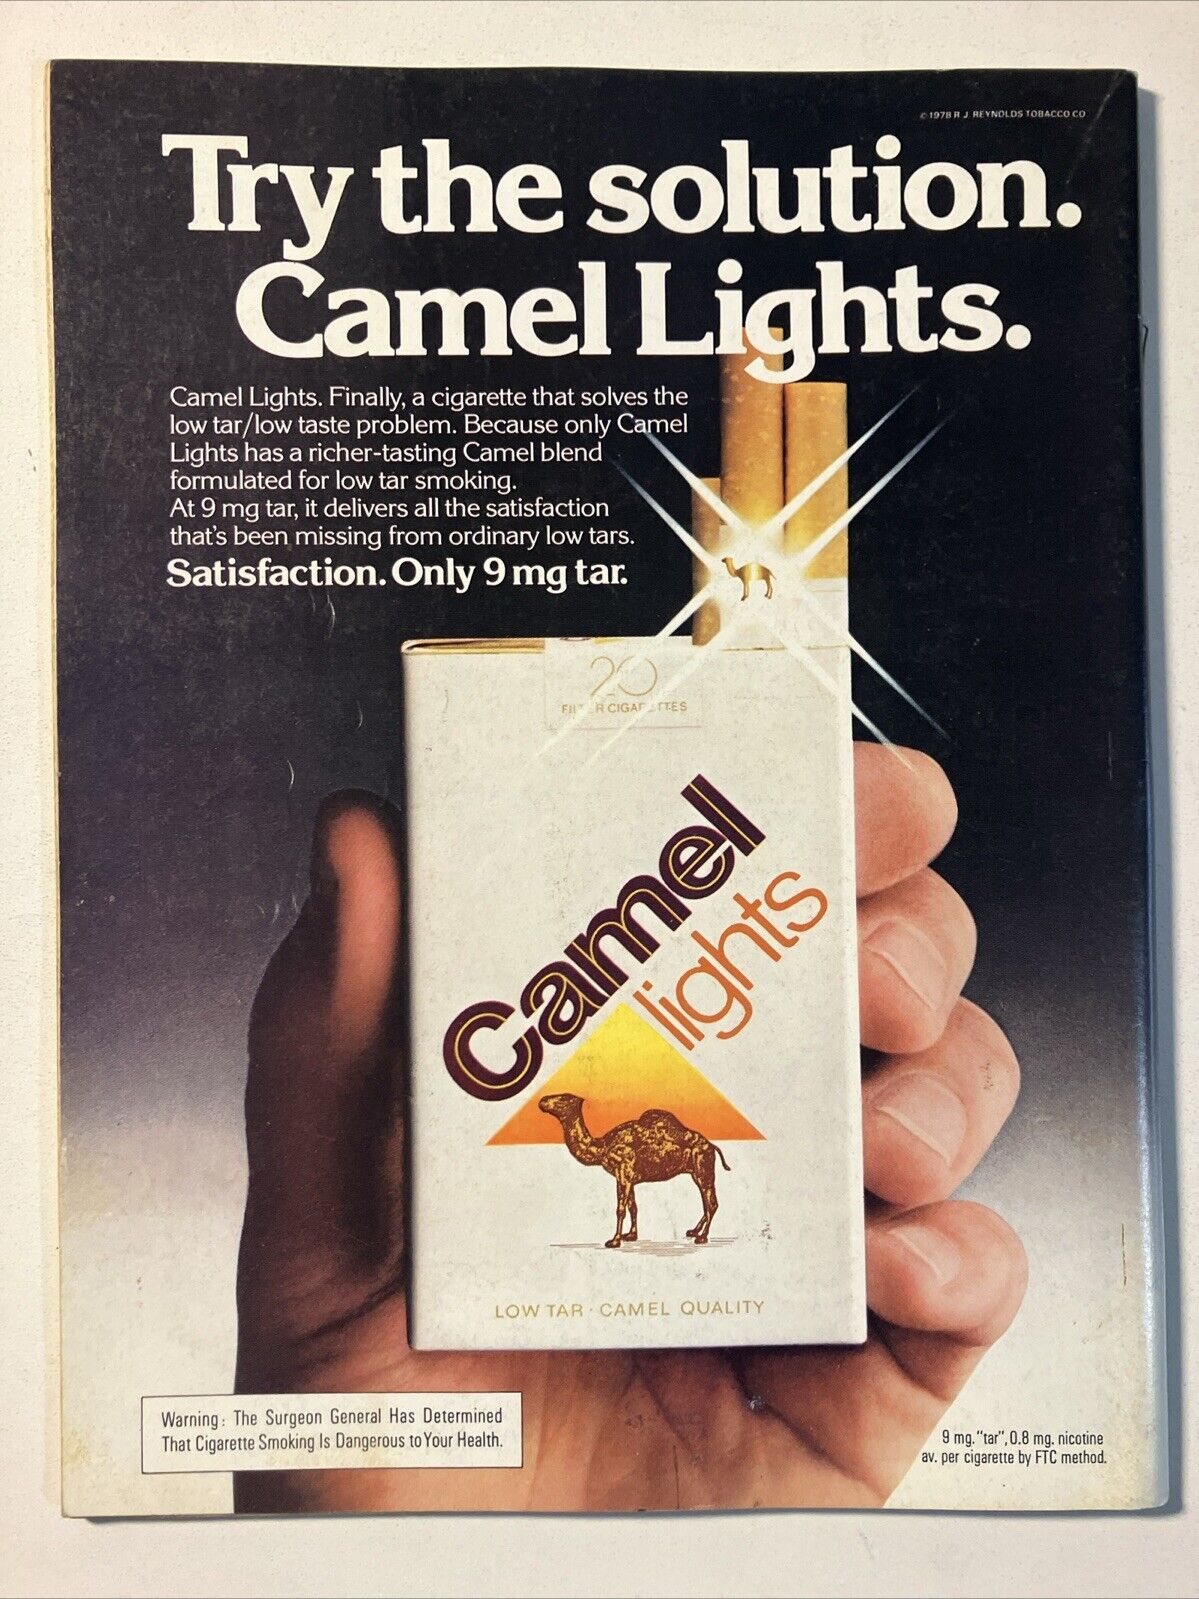 © 1978 R. J. REYNOLDS TOBACCO CO
Try the solution.
Camel Lights.
Camel Lights. Finally, a cigarette that solves the
low tar/low taste problem. Because only Camel
Lights has a richer-tasting Camel blend
formulated for low tar smoking.
At 9 mg tar, it delivers all the satisfaction
that's been missing from ordinary low tars.
Satisfaction. Only 9 mg tar.
20
FILTER CIGARETTES
Camel
lights
LOW TAR · CAMEL QUALITY
Warning: The Surgeon General Has Determined
That Cigarette Smoking Is Dangerous to Your Health.
9 mg. "tar", 0.8 mg. nicotine
av. per cigarette by FTC method.